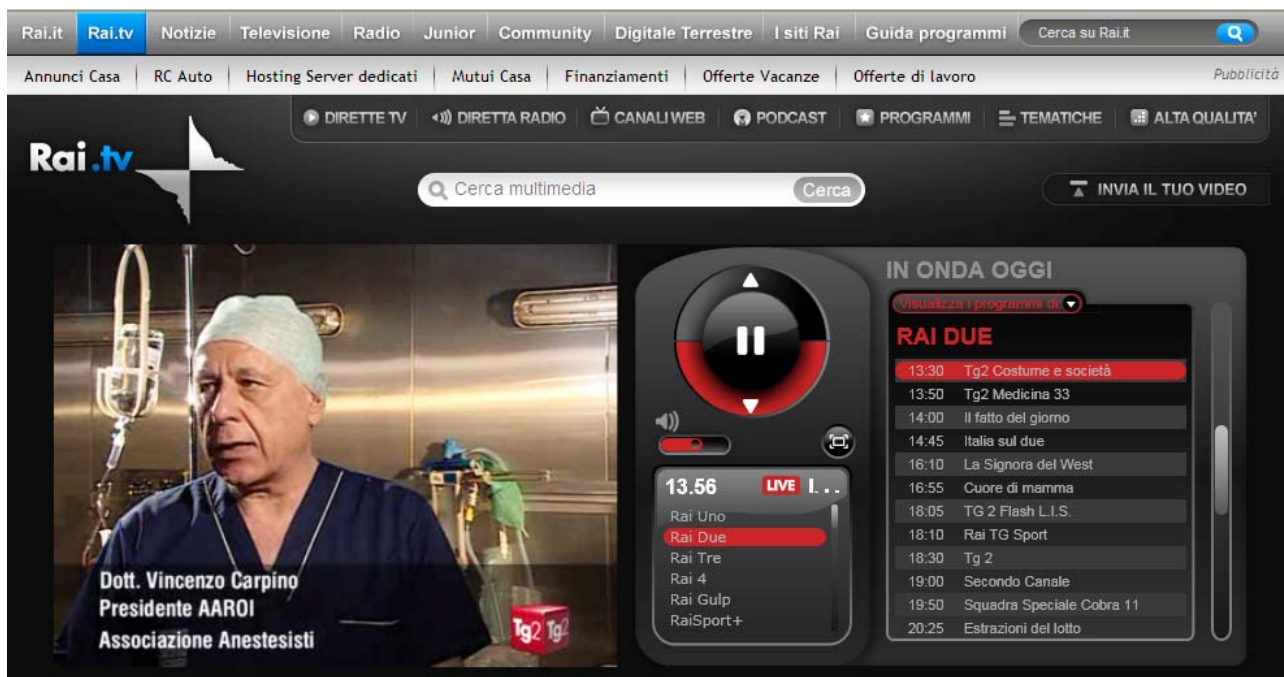 Rai.it Rai.tv Notizie Televisione Radio Junior Community Digitale Terrestre I siti Rai Guida programmi Cerca su Rai.it
Annunci Casa RC Auto Hosting Server dedicati Mutui Casa Finanziamenti Offerte Vacanze Offerte di lavoro Pubblicità
DIRETTE TV DIRETTA RADIO CANALI WEB PODCAST PROGRAMMI TEMATICHE ALTA QUALITA'
Rai.tv
Cerca multimedia Cerca
INVIA IL TUO VIDEO
Dott. Vincenzo Carpino
Presidente AAROI
Associazione Anestesisti
Tg2 Tg2
13.56 LIVE I...
Rai Uno
Rai Due
Rai Tre
Rai 4
Rai Gulp
RaiSport+
IN ONDA OGGI
Visualizza i programmi di:
RAI DUE
13:30 Tg2 Costume e società
13:50 Tg2 Medicina 33
14:00 Il fatto del giorno
14:45 Italia sul due
16:10 La Signora del West
16:55 Cuore di mamma
18:05 TG 2 Flash L.I.S.
18:10 Rai TG Sport
18:30 Tg 2
19:00 Secondo Canale
19:50 Squadra Speciale Cobra 11
20:25 Estrazioni del lotto